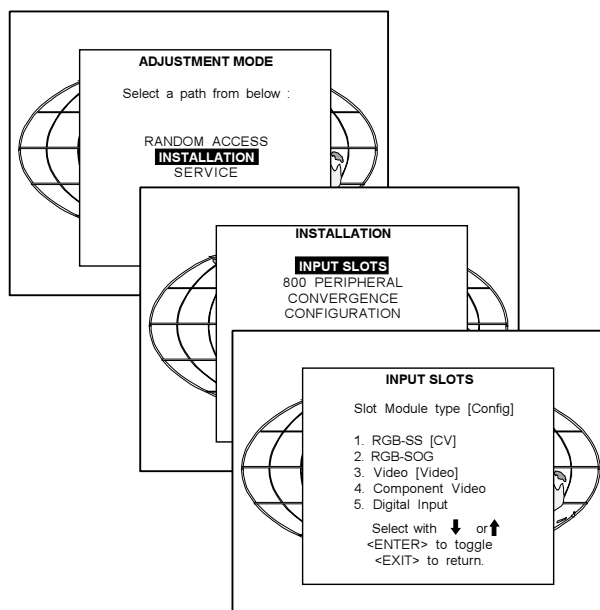 ADJUSTMENT MODE
Select a path from below :
RANDOM ACCESS
INSTALLATION
SERVICE
INSTALLATION
INPUT SLOTS
800 PERIPHERAL
CONVERGENCE
CONFIGURATION
INPUT SLOTS
Slot Module type [Config]
1. RGB-SS [CV]
2. RGB-SOG
3. Video [Video]
4. Component Video
5. Digital Input
Select with ⬇ or⬆
<ENTER> to toggle
<EXIT> to return.